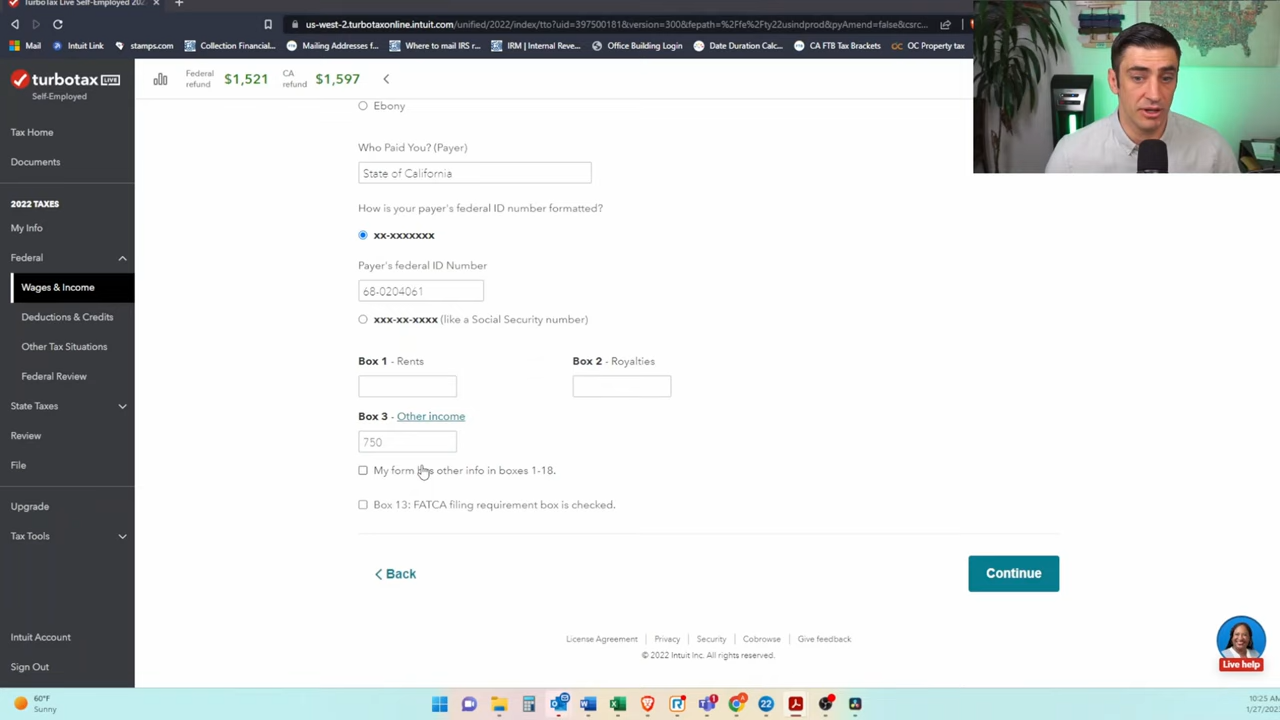 TurboTax Live Self-Employed 202
us-west-2.turbotaxonline.intuit.com/unified/2022/index/tto?uid=397500181&version=300&fepath=%2Ffe%2Fty22usindprod&pyAmend=false&csrc...
Mail
Intuit Link
stamps.com
Collection Financial...
Mailing Addresses f...
Where to mail IRS r...
IRM | Internal Reve...
Office Building Login
Date Duration Calc...
CA FTB Tax Brackets
OC Property tax
turbotax LIVE
Self-Employed
Federal refund $1,521
CA refund $1,597
Tax Home
Documents
2022 TAXES
My Info
Federal
Wages & Income
Deductions & Credits
Other Tax Situations
Federal Review
State Taxes
Review
File
Upgrade
Tax Tools
Intuit Account
Sign Out
Ebony
Who Paid You? (Payer)
State of California
How is your payer's federal ID number formatted?
xx-xxxxxxx
Payer's federal ID Number
68-0204061
xxx-xx-xxxx (like a Social Security number)
Box 1 - Rents
Box 2 - Royalties
Box 3 - Other income
750
My form has other info in boxes 1-18.
Box 13: FATCA filing requirement box is checked.
Back
Continue
License Agreement | Privacy | Security | Cobrowse | Give feedback
© 2022 Intuit Inc. All rights reserved.
Live help
60°F
Sunny
22
10:25 AM